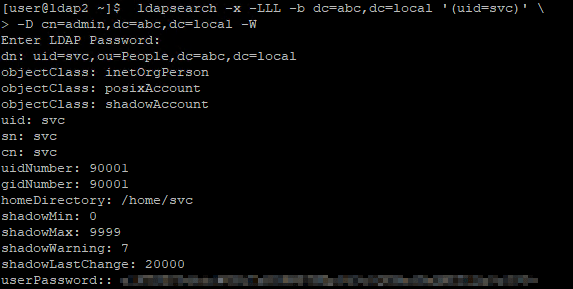 [user@ldap2 ~]$ ldapsearch -x -LLL -b dc=abc,dc=local '(uid=svc)' \
> -D cn=admin,dc=abc,dc=local -W
Enter LDAP Password:
dn: uid=svc,ou=People,dc=abc,dc=local
objectClass: inetOrgPerson
objectClass: posixAccount
objectClass: shadowAccount
uid: svc
sn: svc
cn: svc
uidNumber: 90001
gidNumber: 90001
homeDirectory: /home/svc
shadowMin: 0
shadowMax: 9999
shadowWarning: 7
shadowLastChange: 20000
userPassword::